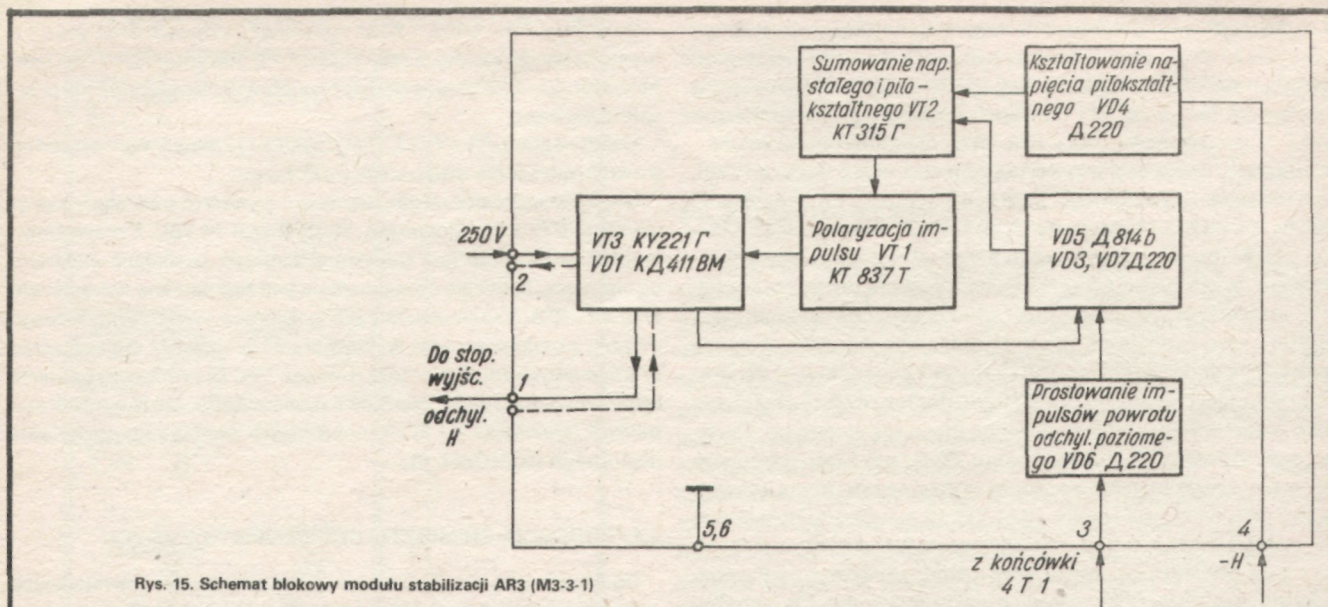 Sumowanie nap.
stałego i piło –
kształtnego VT2
KT 315 Г
Kształtowanie na-
pięcia piłokształt-
nego VD4
Д 220
250 V
2
VT3 KУ221 Г
VD1 KД411BM
Polaryzacja im-
pulsu VT 1
KT 837 T
VD5 Д 814 b
VD3, VD7 Д 220
Do stop.
wyjśc.
odchyl.
H
1
Prostowanie im-
pulsów powrotu
odchyl. poziome-
go VD6 Д 220
5,6
3
4
z końcówki
4 T 1
–H
Rys. 15. Schemat blokowy modułu stabilizacji AR3 (M3-3-1)